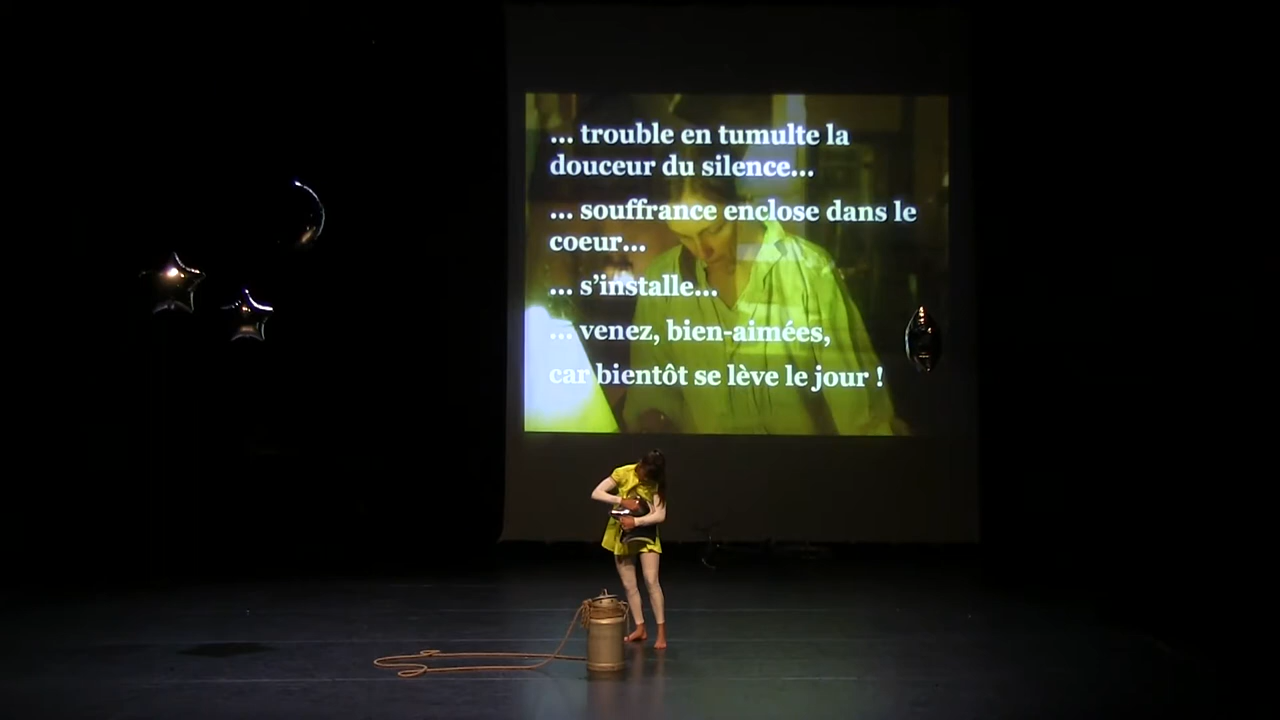 ... trouble en tumulte la
douceur du silence...
... souffrance enclose dans le
coeur...
... s’installe...
... venez, bien-aimées,
car bientôt se lève le jour !